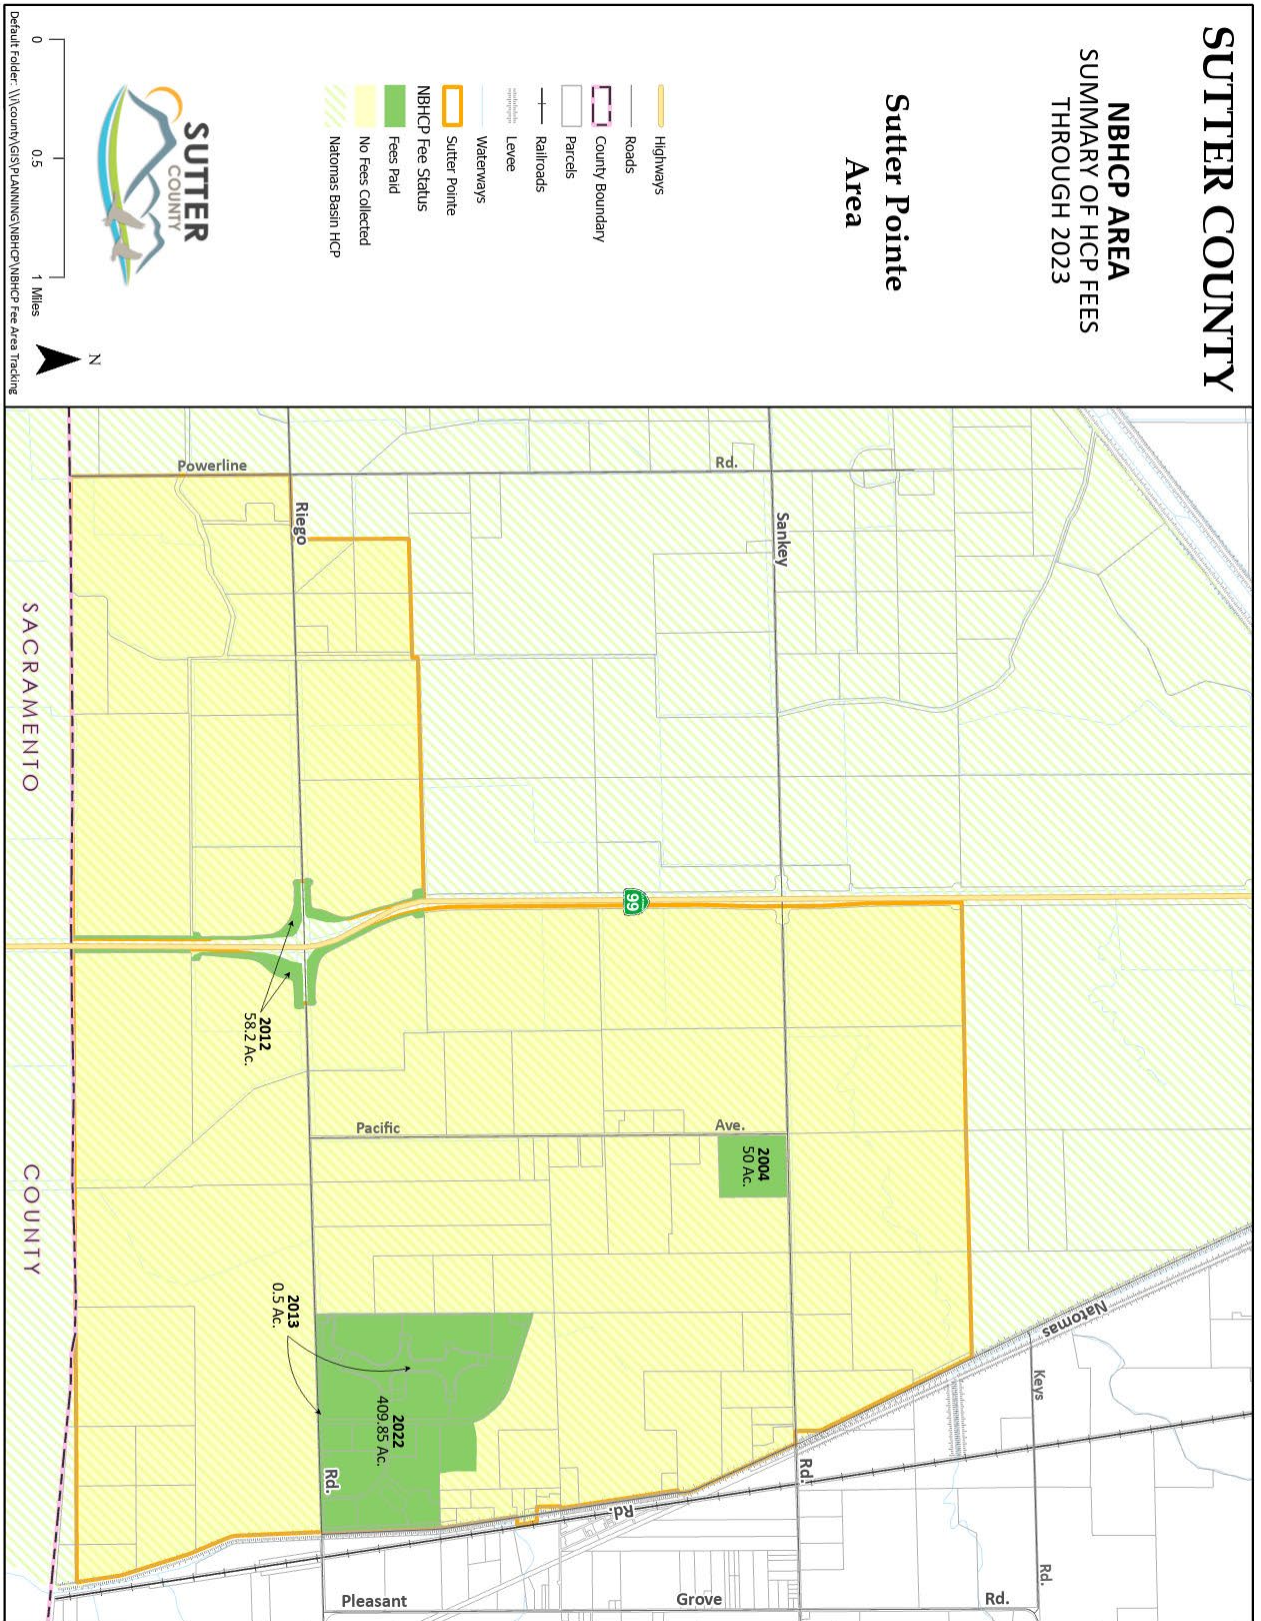 SUTTER COUNTY
NBHCP AREA
SUMMARY OF HCP FEES
THROUGH 2023
Sutter Pointe
Area
Highways
Roads
County Boundary
Parcels
Railroads
Levee
Waterways
Sutter Pointe
NBHCP Fee Status
Fees Paid
No Fees Collected
Natomas Basin HCP
SUTTER
COUNTY
0
0.5
1 Miles
N
Default Folder: \\i\county\GIS\PLANNING\NBHCP\NBHCP Fee Area Tracking
Powerline
Rd.
Riego
Sankey
SACRAMENTO
99
2012
58.2 Ac.
Pacific
Ave.
2004
50 Ac.
COUNTY
2013
0.5 Ac.
2022
409.85 Ac.
Natomas
Keys
Rd.
Rd.
Rd.
Rd.
Pleasant
Grove
Rd.